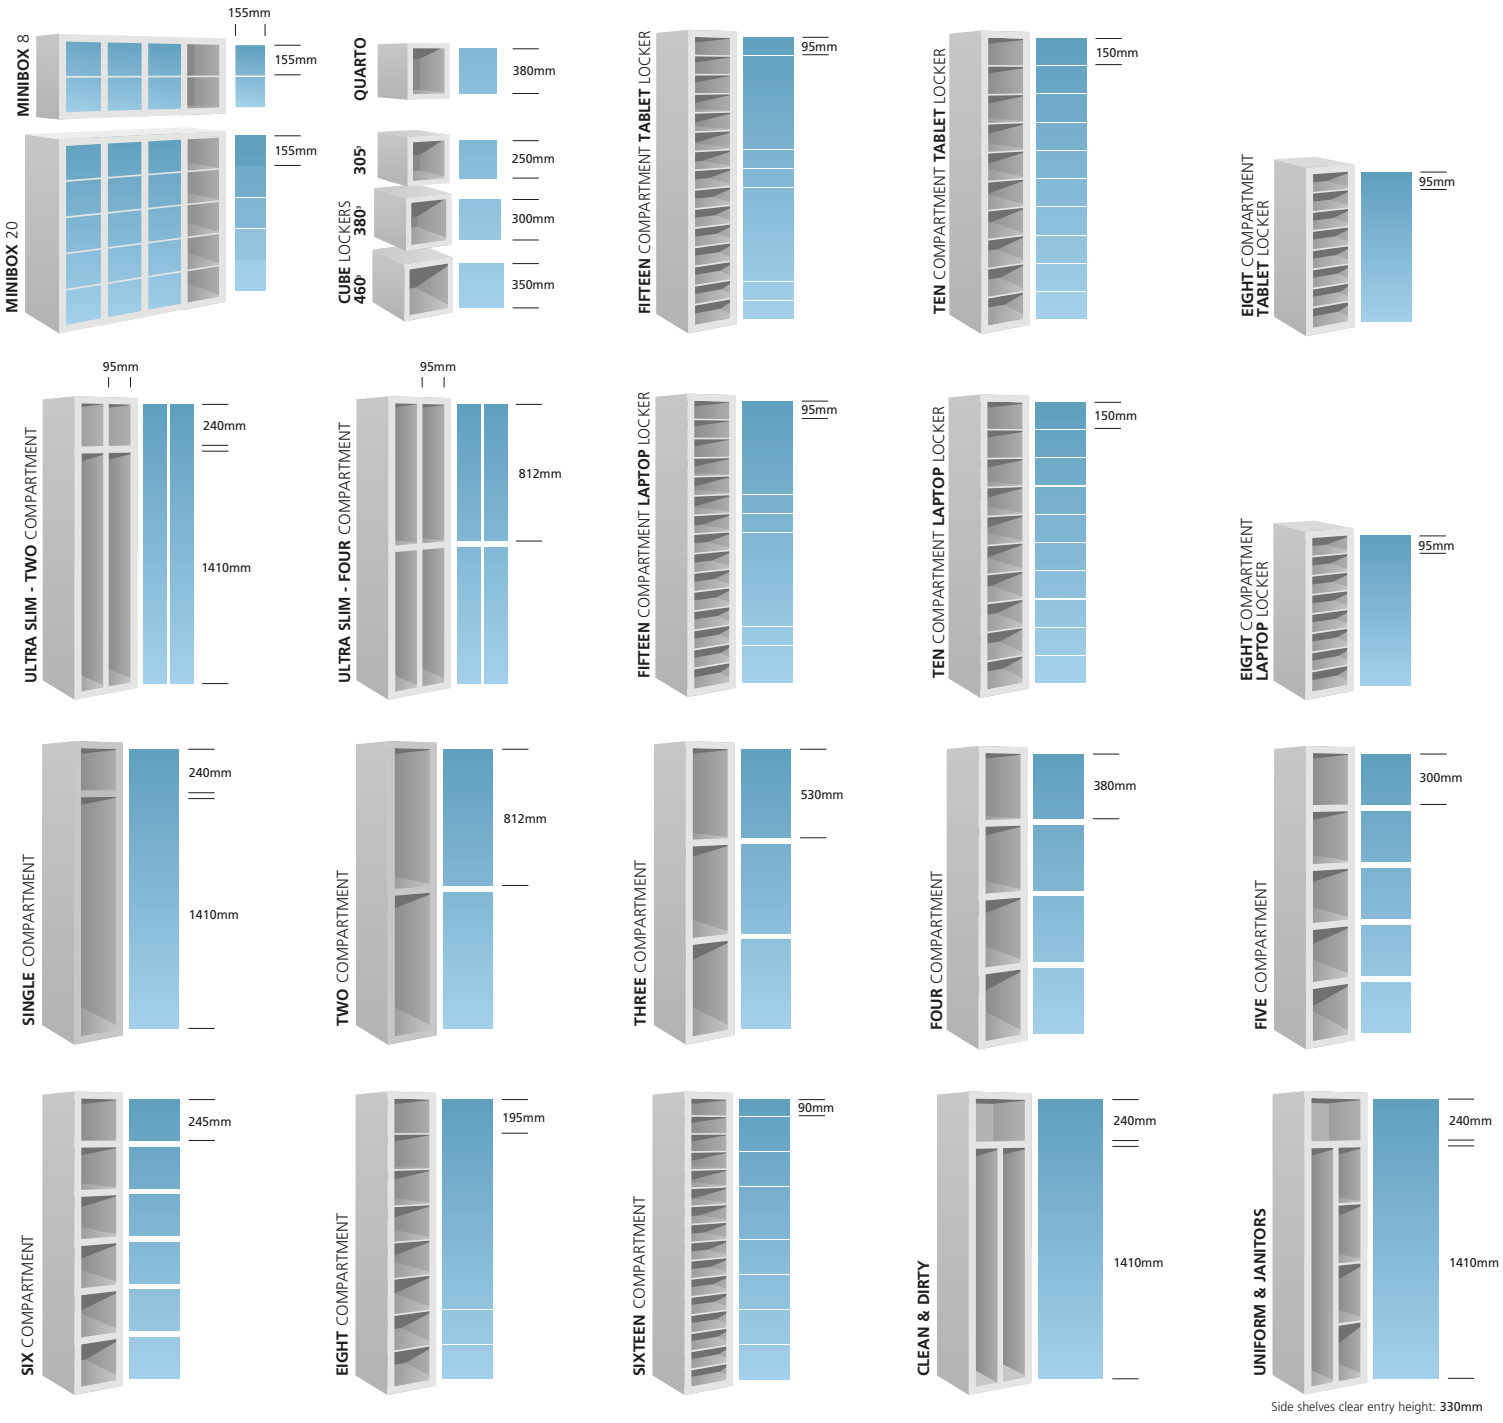 MINIBOX 8
155mm
155mm
QUARTO
380mm
FIFTEEN COMPARTMENT TABLET LOCKER
95mm
TEN COMPARTMENT TABLET LOCKER
150mm
EIGHT COMPARTMENT
TABLET LOCKER
95mm
MINIBOX 20
155mm
CUBE LOCKERS
305³
250mm
380³
300mm
460³
350mm
ULTRA SLIM - TWO COMPARTMENT
95mm
240mm
1410mm
ULTRA SLIM - FOUR COMPARTMENT
95mm
812mm
FIFTEEN COMPARTMENT LAPTOP LOCKER
95mm
TEN COMPARTMENT LAPTOP LOCKER
150mm
EIGHT COMPARTMENT
LAPTOP LOCKER
95mm
SINGLE COMPARTMENT
240mm
1410mm
TWO COMPARTMENT
812mm
THREE COMPARTMENT
530mm
FOUR COMPARTMENT
380mm
FIVE COMPARTMENT
300mm
SIX COMPARTMENT
245mm
EIGHT COMPARTMENT
195mm
SIXTEEN COMPARTMENT
90mm
CLEAN & DIRTY
240mm
1410mm
UNIFORM & JANITORS
240mm
1410mm
Side shelves clear entry height: 330mm